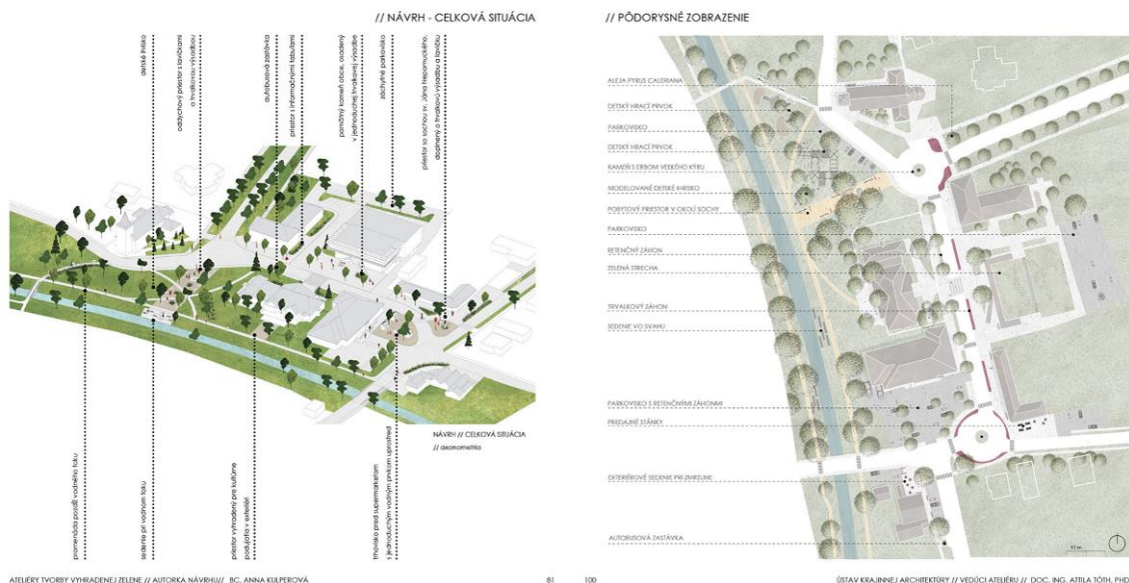 // NÁVRH - CELKOVÁ SITUÁCIA
detské ihrisko
oddychový priestor s lavičkami
a trvalkovou výsadbou
autobusová zastávka
priestor s informačnými tabuľami
pamätný kameň obce, osadený
v jednoduchej trvalkovej výsadbe
záchytné parkovisko
priestor so sochou sv. Jána Nepomuckého,
doplnený o trvalkovú výsadbu a lavičku
NÁVRH // CELKOVÁ SITUÁCIA
// axonometria
promenáda pozdĺž vodného toku
sedenie pri vodnom toku
priestor vyhradený pre kultúrne
podujatia v exteriéri
trhovisko pred supermarketom
s jednoduchým vodným prvkom uprostred
ATELIÉRY TVORBY VYHRADENEJ ZELENE // AUTORKA NÁVRHU// BC. ANNA KULPEROVÁ
81
// PÔDORYSNÉ ZOBRAZENIE
ALEJA PYRUS CALERIANA
DETSKÝ HRACÍ PRVOK
PARKOVISKO
DETSKÝ HRACÍ PRVOK
KAMEŇ S ERBOM VEĽKÉHO KÝRU
MODELOVANÉ DETSKÉ IHRISKO
POBYTOVÝ PRIESTOR V OKOLÍ SOCHY
PARKOVISKO
RETENČNÝ ZÁHON
ZELENÁ STRECHA
TRVALKOVÝ ZÁHON
SEDENIE VO SVAHU
PARKOVISKO S RETENČNÝMI ZÁHONMI
PREDAJNÉ STÁNKY
EXTERIÉROVÉ SEDENIE PRI ZMRZLINE
AUTOBUSOVÁ ZASTÁVKA
10 m
100
ÚSTAV KRAJINNEJ ARCHITEKTÚRY // VEDÚCI ATELIÉRU // DOC. ING. ATTILA TÓTH, PHD